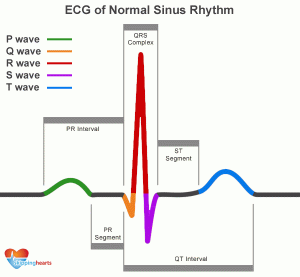 ECG of Normal Sinus Rhythm
P wave
Q wave
R wave
S wave
T wave
QRS
Complex
PR Interval
ST
Segment
PR
Segment
QT Interval
Skippinghearts